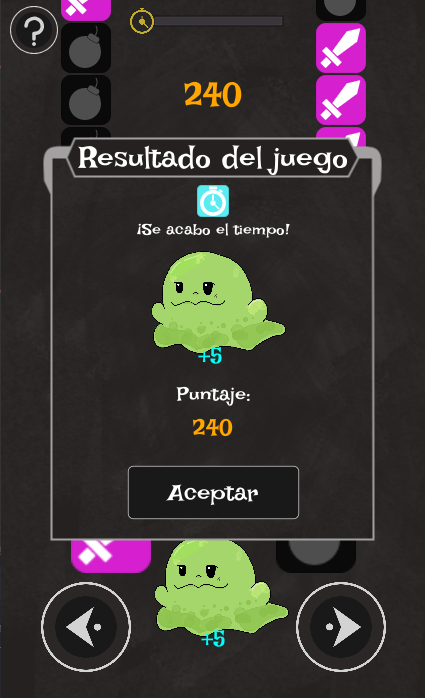 ?
240
Resultado del juego
¡Se acabo el tiempo!
+5
Puntaje:
240
Aceptar
+5